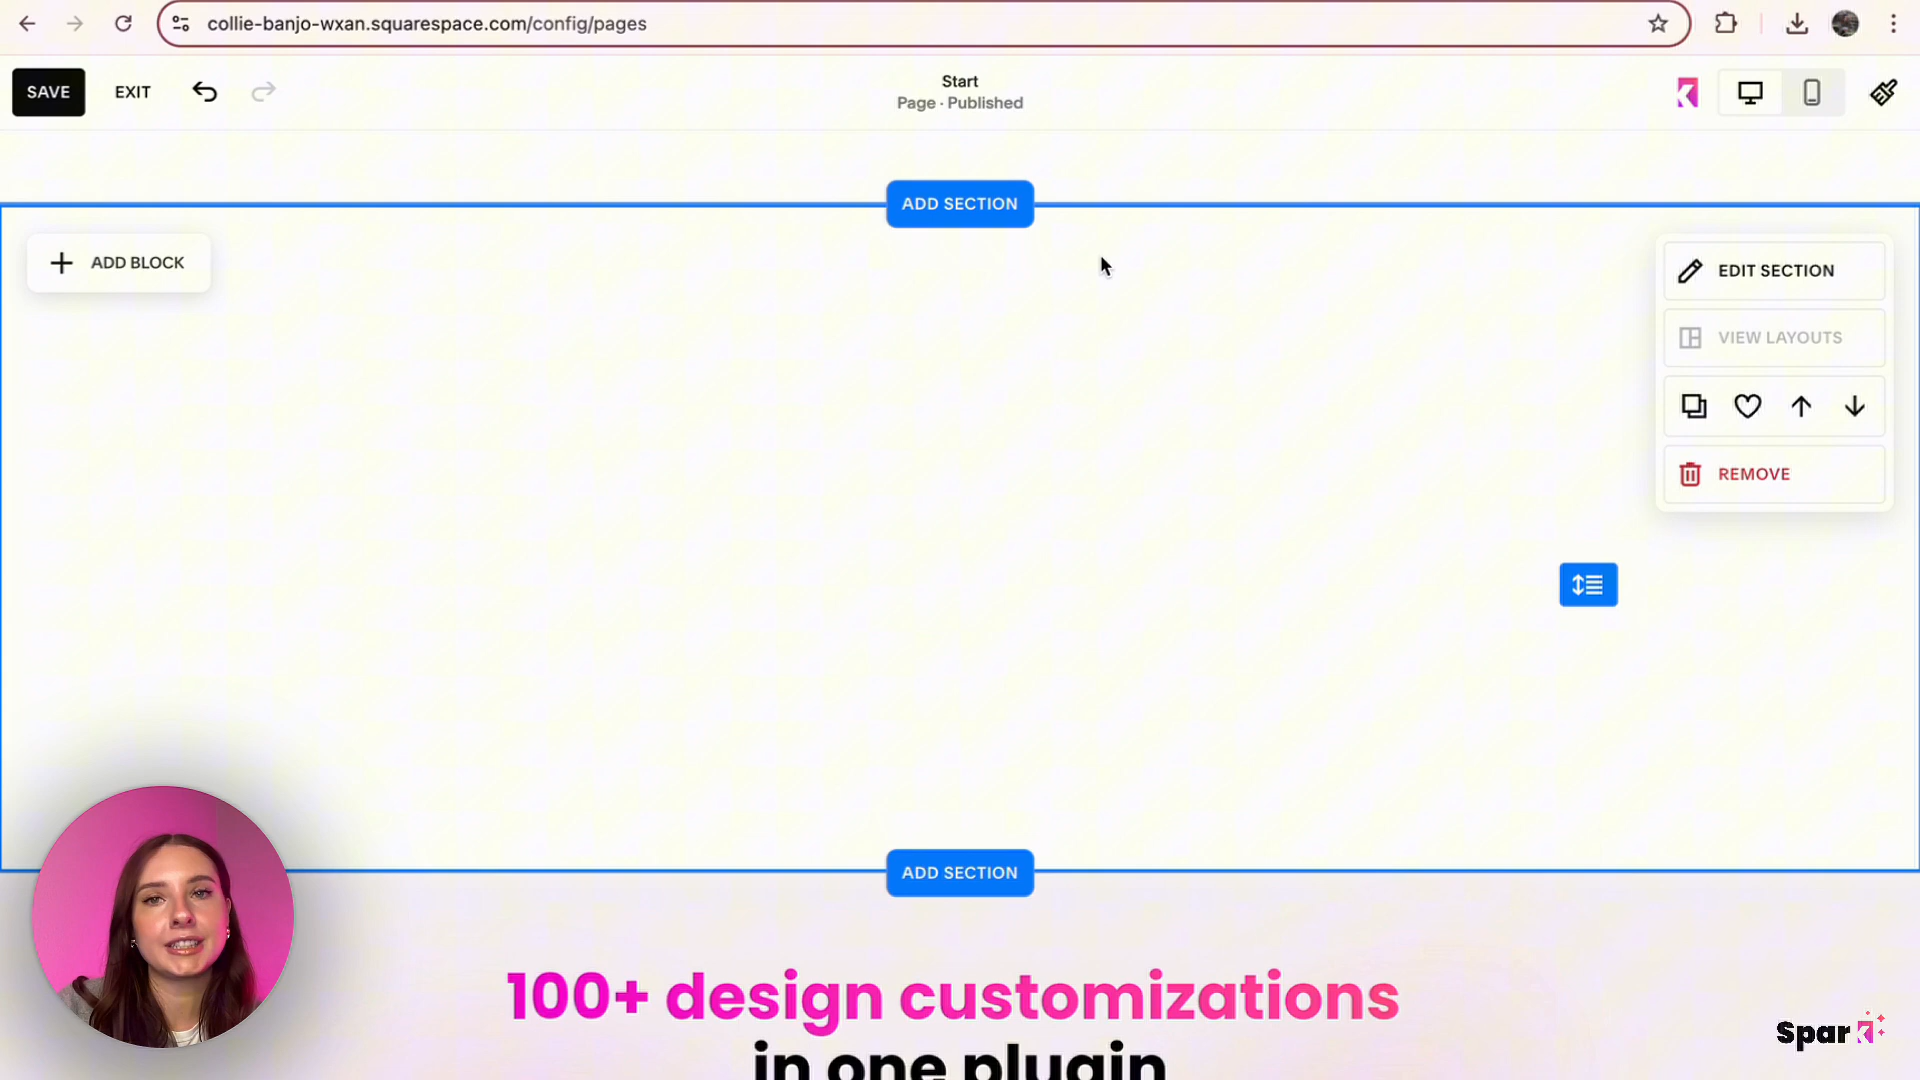 collie-banjo-wxan.squarespace.com/config/pages
SAVE
EXIT
Start
Page · Published
ADD SECTION
ADD BLOCK
EDIT SECTION
VIEW LAYOUTS
REMOVE
ADD SECTION
100+ design customizations
in one plugin
Spark